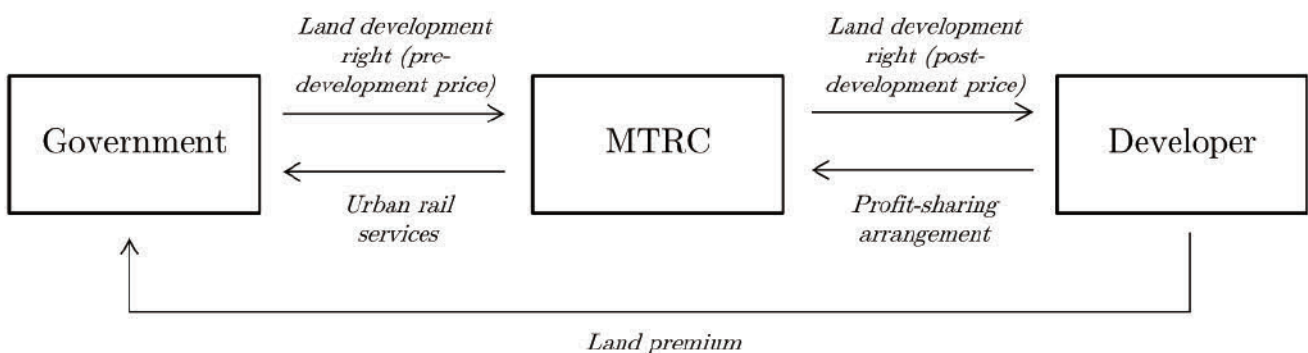 Land development
right (pre-
development price)
Land development
right (post-
development price)
Government
MTRC
Developer
Urban rail
services
Profit-sharing
arrangement
Land premium